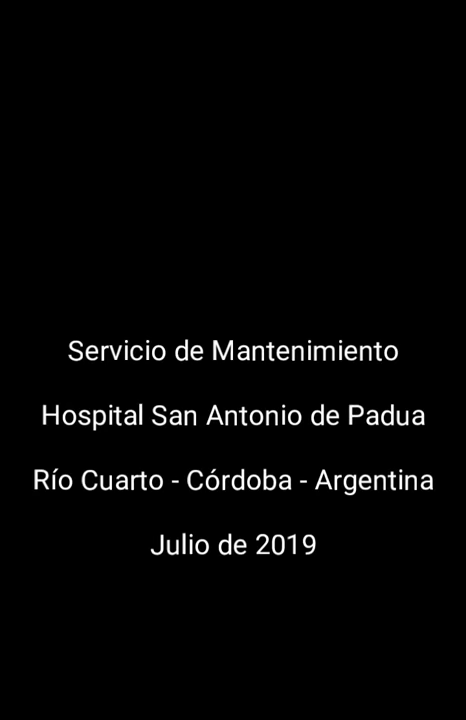 Servicio de Mantenimiento
Hospital San Antonio de Padua
Río Cuarto - Córdoba - Argentina
Julio de 2019